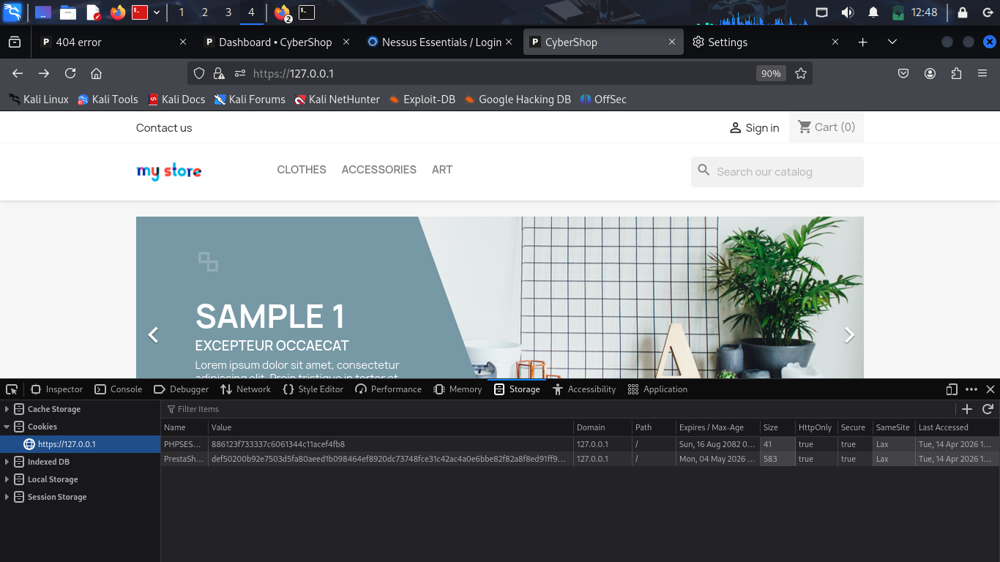 1 2 3 4 2 12:48
404 error Dashboard • CyberShop Nessus Essentials / Login CyberShop Settings
https://127.0.0.1 90%
Kali Linux Kali Tools Kali Docs Kali Forums Kali NetHunter Exploit-DB Google Hacking DB OffSec
Contact us Sign in Cart (0)
my store CLOTHES ACCESSORIES ART Search our catalog
SAMPLE 1
EXCEPTEUR OCCAECAT
Lorem ipsum dolor sit amet, consectetur
adipiscing elit. Proin tristique in tortor et
Inspector Console Debugger Network Style Editor Performance Memory Storage Accessibility Application
Cache Storage Filter Items
Cookies Name Value Domain Path Expires / Max-Age Size HttpOnly Secure SameSite Last Accessed
https://127.0.0.1 PHPSES... 886123f733337c6061344c11acef4fb8 127.0.0.1 / Sun, 16 Aug 2082 0... 41 true true Lax Tue, 14 Apr 2026 1...
Indexed DB PrestaSh... def50200b92e7503d5fa80aeed1b098464ef8920dc73748fce31c42ac4a0e6bbe82f82a8f8ed91ff9... 127.0.0.1 / Mon, 04 May 2026 ... 583 true true Lax Tue, 14 Apr 2026 1...
Local Storage
Session Storage